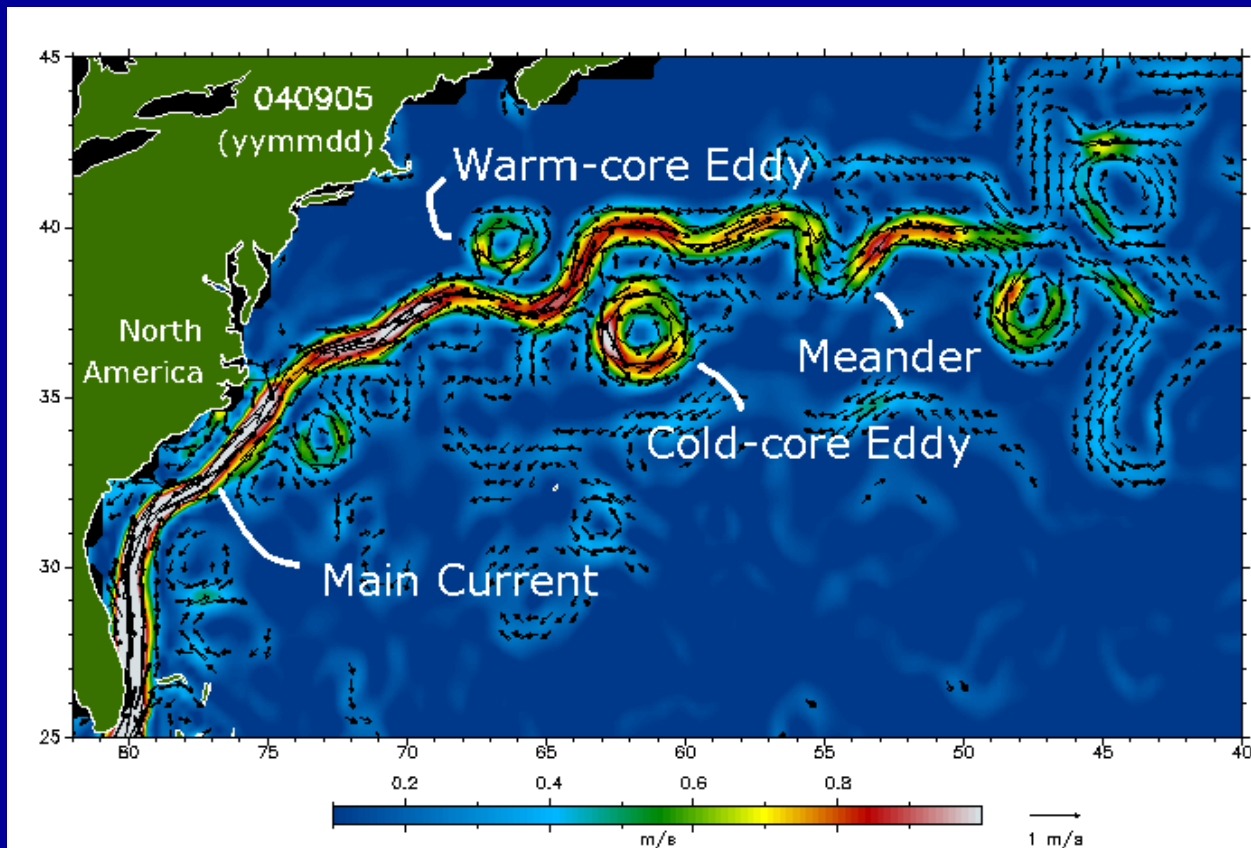 45
040905
(yymmdd)
Warm-core Eddy
40
North
America
Meander
35
Cold-core Eddy
30
Main Current
25
80 75 70 65 60 55 50 45 40
0.2 0.4 0.6 0.8
m/s 1 m/s